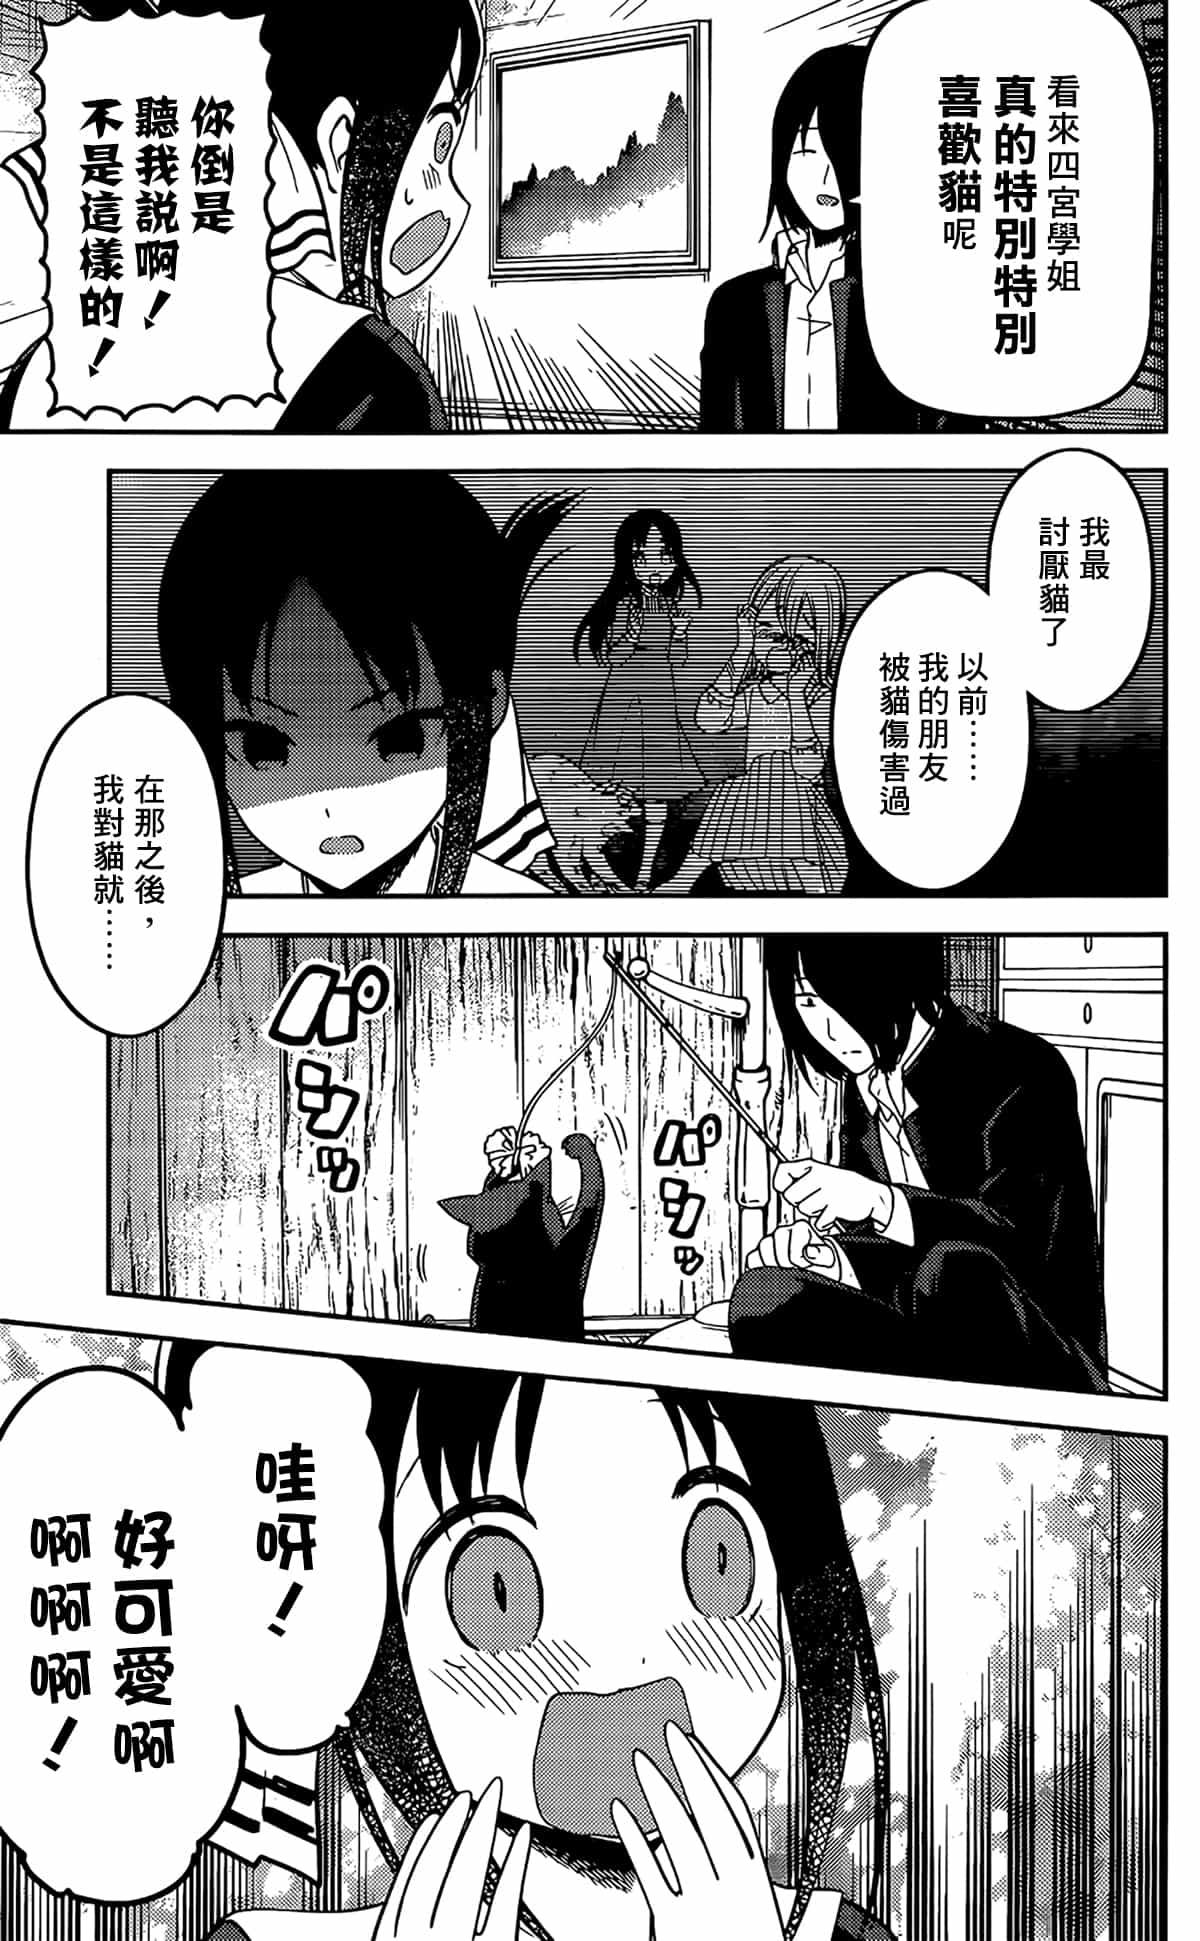 看來四宮學姐
真的特別特別
喜歡貓呢
你倒是
聽我說啊！
不是這樣的！
我最
討厭貓了
以前……
我的朋友
被貓傷害過
在那之後，
我對貓就……
パシッ
パシッ
哇呀！
好可愛啊
啊啊啊！